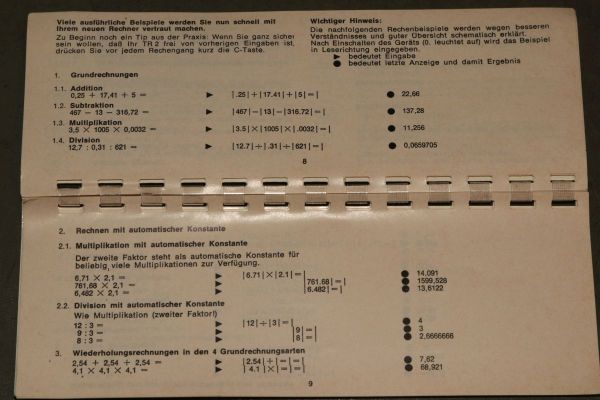 Viele ausführliche Beispiele werden Sie nun schnell mit
Ihrem neuen Rechner vertraut machen.
Zu Beginn noch ein Tip aus der Praxis: Wenn Sie ganz sicher
sein wollen, daß Ihr TR 2 frei von vorherigen Eingaben ist,
drücken Sie vor jedem Rechengang kurz die C-Taste.
Wichtiger Hinweis:
Die nachfolgenden Rechenbeispiele werden wegen besseren
Verständnisses und guter Übersicht schematisch erklärt.
Nach Einschalten des Geräts (0. leuchtet auf) wird das Beispiel
in Leserichtung eingegeben.
► bedeutet Eingabe
● bedeutet letzte Anzeige und damit Ergebnis
1. Grundrechnungen
1.1. Addition
0,25 + 17,41 + 5 = ► |.25|+|17.41|+|5|=| ● 22,66
1.2. Subtraktion
467 − 13 − 316,72 = ► |467|−|13|−|316.72|=| ● 137,28
1.3. Multiplikation
3,5 × 1005 × 0,0032 = ► |3.5|×|1005|×|.0032|=| ● 11,256
1.4. Division
12,7 : 0,31 : 621 = ► |12.7|÷|.31|÷|621|=| ● 0,0659705
8
2. Rechnen mit automatischer Konstante
2.1. Multiplikation mit automatischer Konstante
Der zweite Faktor steht als automatische Konstante für
beliebig viele Multiplikationen zur Verfügung.
6,71 × 2,1 = ► |6.71|×|2.1|=| ● 14,091
761,68 × 2,1 = ► |761.68|=| ● 1599,528
6,482 × 2,1 = ► |6.482|=| ● 13,6122
2.2. Division mit automatischer Konstante
Wie Multiplikation (zweiter Faktor!)
12 : 3 = ► |12|÷|3|=| ● 4
9 : 3 = ► |9|=| ● 3
8 : 3 = ► |8|=| ● 2,6666666
3. Wiederholungsrechnungen in den 4 Grundrechnungsarten
2,54 + 2,54 + 2,54 = ► |2.54|+|=|=| ● 7,62
4,1 × 4,1 × 4,1 = ► |4.1|×|=|=| ● 68,921
9